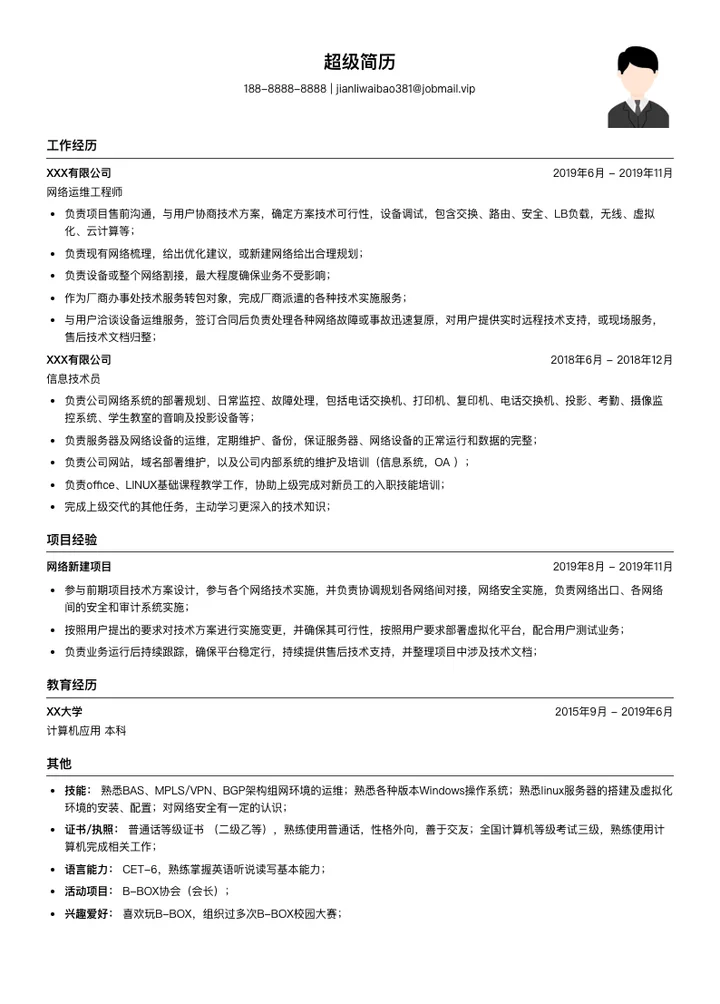 超级简历
188-8888-8888 | jianliwaibao381@jobmail.vip
工作经历
XXX有限公司 2019年6月 – 2019年11月
网络运维工程师
• 负责项目售前沟通，与用户协商技术方案，确定方案技术可行性，设备调试，包含交换、路由、安全、LB负载，无线、虚拟
化、云计算等；
• 负责现有网络梳理，给出优化建议，或新建网络给出合理规划；
• 负责设备或整个网络割接，最大程度确保业务不受影响；
• 作为厂商办事处技术服务转包对象，完成厂商派遣的各种技术实施服务；
• 与用户洽谈设备运维服务，签订合同后负责处理各种网络故障或事故迅速复原，对用户提供实时远程技术支持，或现场服务，
售后技术文档归整；
XXX有限公司 2018年6月 – 2018年12月
信息技术员
• 负责公司网络系统的部署规划、日常监控、故障处理，包括电话交换机、打印机、复印机、电话交换机、投影、考勤、摄像监
控系统、学生教室的音响及投影设备等；
• 负责服务器及网络设备的运维，定期维护、备份，保证服务器、网络设备的正常运行和数据的完整；
• 负责公司网站，域名部署维护，以及公司内部系统的维护及培训（信息系统，OA ）；
• 负责office、LINUX基础课程教学工作，协助上级完成对新员工的入职技能培训；
• 完成上级交代的其他任务，主动学习更深入的技术知识；
项目经验
网络新建项目 2019年8月 – 2019年11月
• 参与前期项目技术方案设计，参与各个网络技术实施，并负责协调规划各网络间对接，网络安全实施，负责网络出口、各网络
间的安全和审计系统实施；
• 按照用户提出的要求对技术方案进行实施变更，并确保其可行性，按照用户要求部署虚拟化平台，配合用户测试业务；
• 负责业务运行后持续跟踪，确保平台稳定行，持续提供售后技术支持，并整理项目中涉及技术文档；
教育经历
XX大学 2015年9月 – 2019年6月
计算机应用 本科
其他
• 技能： 熟悉BAS、MPLS/VPN、BGP架构组网环境的运维；熟悉各种版本Windows操作系统；熟悉linux服务器的搭建及虚拟化
环境的安装、配置；对网络安全有一定的认识；
• 证书/执照： 普通话等级证书 （二级乙等），熟练使用普通话，性格外向，善于交友；全国计算机等级考试三级，熟练使用计
算机完成相关工作；
• 语言能力： CET-6，熟练掌握英语听说读写基本能力；
• 活动项目： B-BOX协会（会长）；
• 兴趣爱好： 喜欢玩B-BOX，组织过多次B-BOX校园大赛；